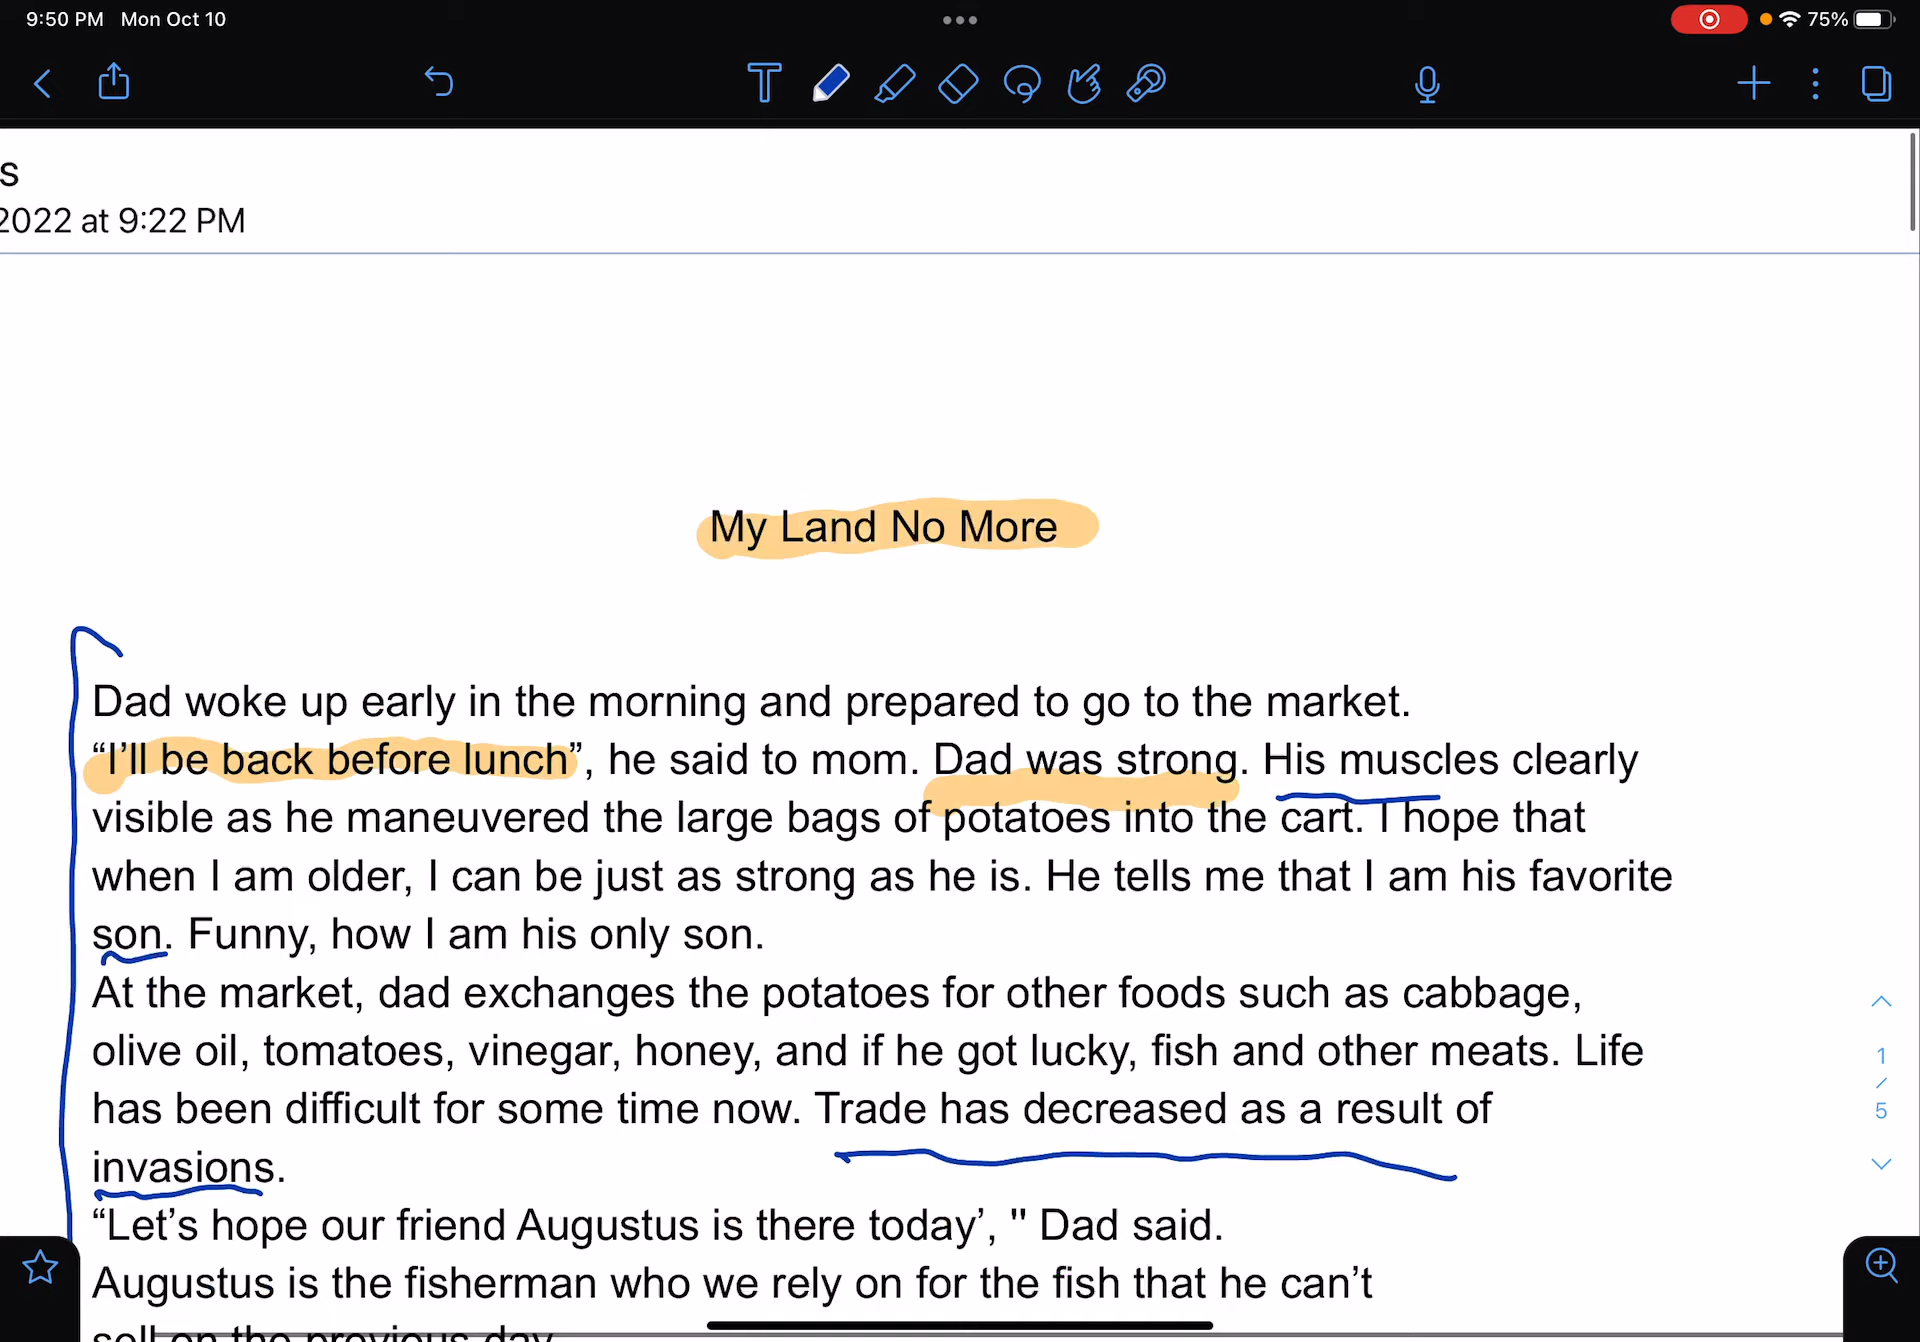 9:50 PM Mon Oct 10
75%
s
2022 at 9:22 PM
My Land No More
Dad woke up early in the morning and prepared to go to the market.
“I’ll be back before lunch”, he said to mom. Dad was strong. His muscles clearly
visible as he maneuvered the large bags of potatoes into the cart. I hope that
when I am older, I can be just as strong as he is. He tells me that I am his favorite
son. Funny, how I am his only son.
At the market, dad exchanges the potatoes for other foods such as cabbage,
olive oil, tomatoes, vinegar, honey, and if he got lucky, fish and other meats. Life
has been difficult for some time now. Trade has decreased as a result of
invasions.
“Let’s hope our friend Augustus is there today’, " Dad said.
Augustus is the fisherman who we rely on for the fish that he can’t
sell on the previous day.
1
/
5